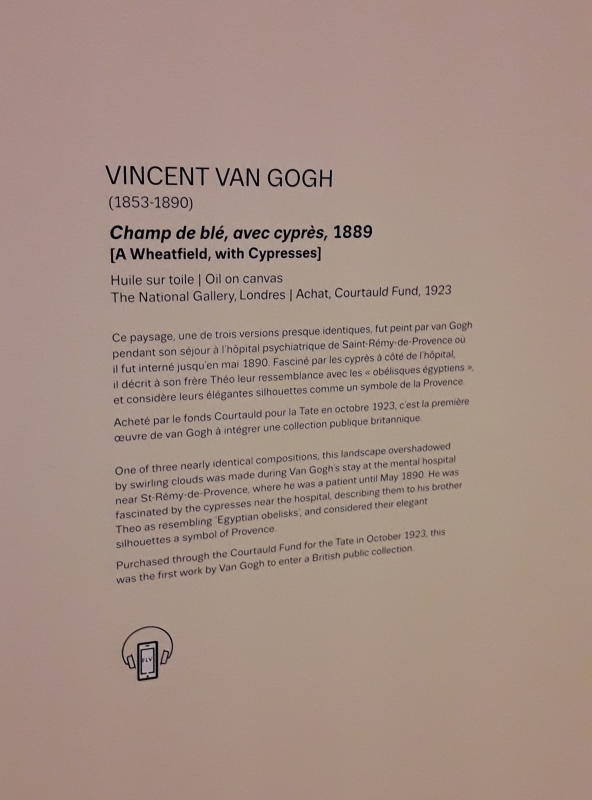 VINCENT VAN GOGH
(1853-1890)
Champ de blé, avec cyprès, 1889
[A Wheatfield, with Cypresses]
Huile sur toile | Oil on canvas
The National Gallery, Londres | Achat, Courtauld Fund, 1923
Ce paysage, une de trois versions presque identiques, fut peint par van Gogh
pendant son séjour à l'hôpital psychiatrique de Saint-Rémy-de-Provence où
il fut interné jusqu'en mai 1890. Fasciné par les cyprès à côté de l'hôpital,
il décrit à son frère Théo leur ressemblance avec les « obélisques égyptiens »,
et considère leurs élégantes silhouettes comme un symbole de la Provence.
Acheté par le fonds Courtauld pour la Tate en octobre 1923, c'est la première
œuvre de van Gogh à intégrer une collection publique britannique.
One of three nearly identical compositions, this landscape overshadowed
by swirling clouds was made during Van Gogh's stay at the mental hospital
near St-Rémy-de-Provence, where he was a patient until May 1890. He was
fascinated by the cypresses near the hospital, describing them to his brother
Theo as resembling 'Egyptian obelisks', and considered their elegant
silhouettes a symbol of Provence.
Purchased through the Courtauld Fund for the Tate in October 1923, this
was the first work by Van Gogh to enter a British public collection.
FLV